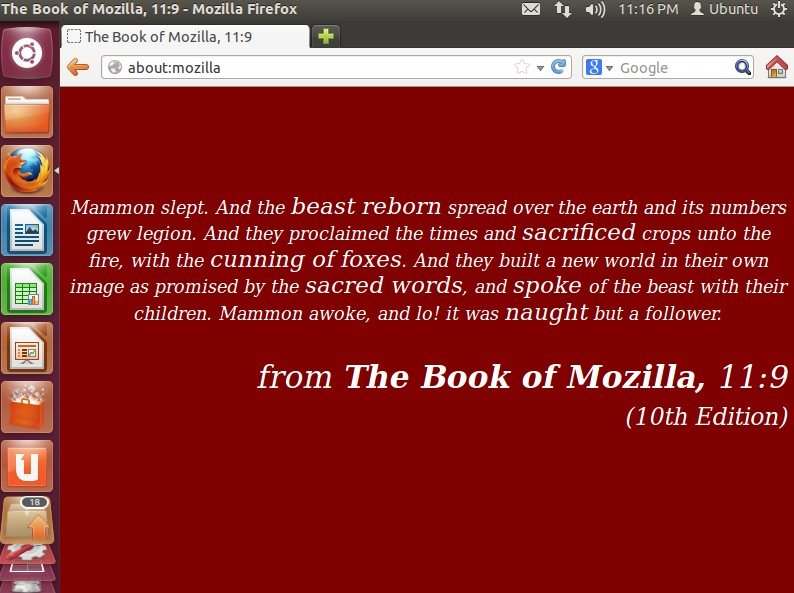 The Book of Mozilla, 11:9 - Mozilla Firefox
11:16 PM
Ubuntu
The Book of Mozilla, 11:9
about:mozilla
8
Google
Mammon slept. And the beast reborn spread over the earth and its numbers
grew legion. And they proclaimed the times and sacrificed crops unto the
fire, with the cunning of foxes. And they built a new world in their own
image as promised by the sacred words, and spoke of the beast with their
children. Mammon awoke, and lo! it was naught but a follower.
from The Book of Mozilla, 11:9
(10th Edition)
U
18